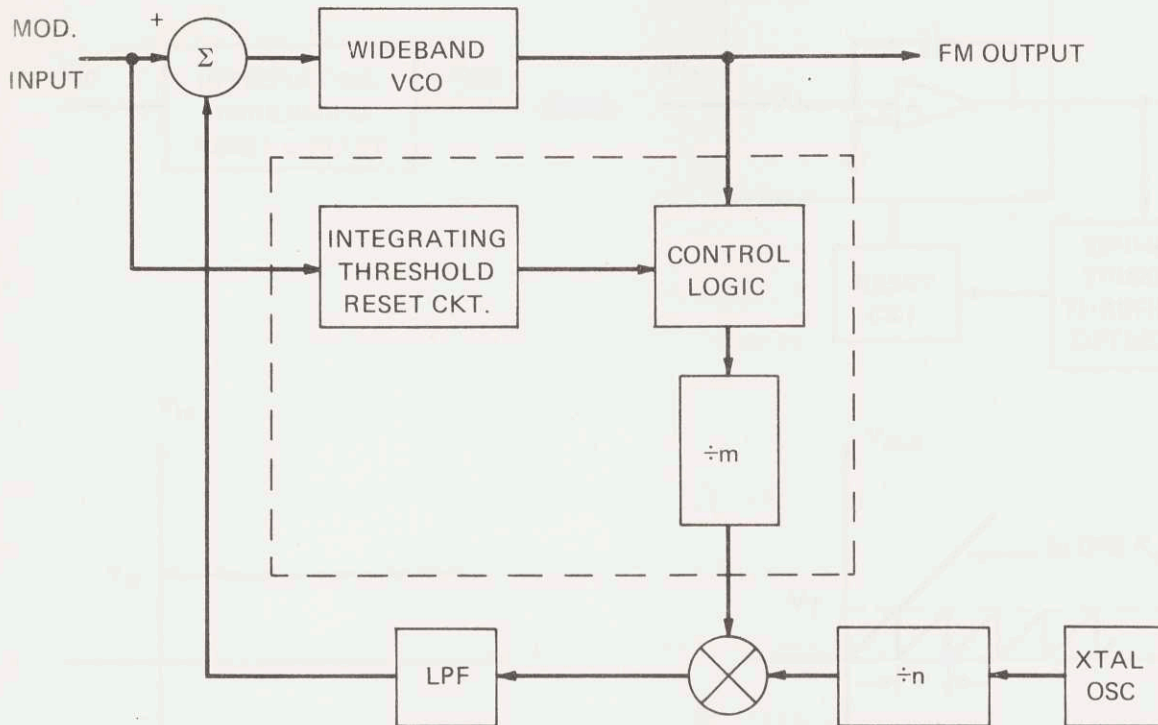 MOD.
INPUT
+
Σ
WIDEBAND
VCO
FM OUTPUT
INTEGRATING
THRESHOLD
RESET CKT.
CONTROL
LOGIC
÷m
LPF
÷n
XTAL
OSC